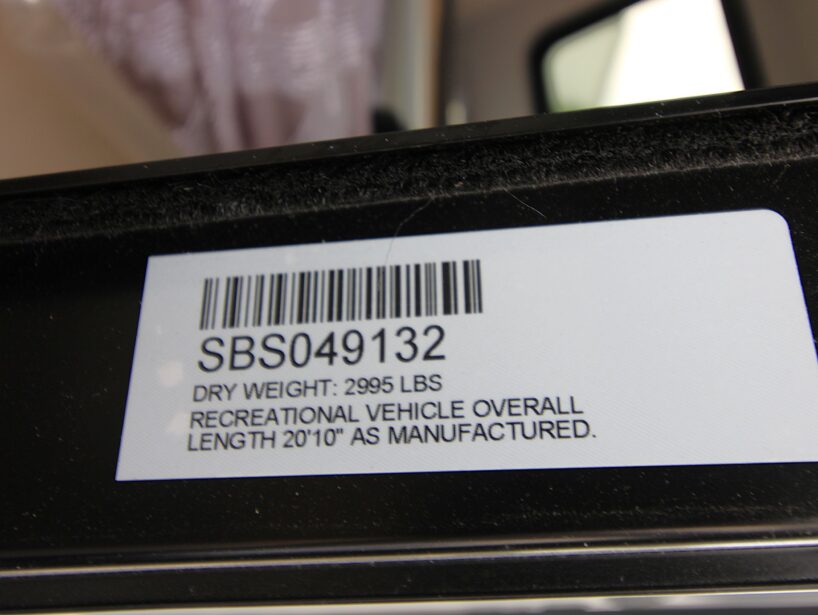 SBS049132
DRY WEIGHT: 2995 LBS
RECREATIONAL VEHICLE OVERALL
LENGTH 20'10" AS MANUFACTURED.